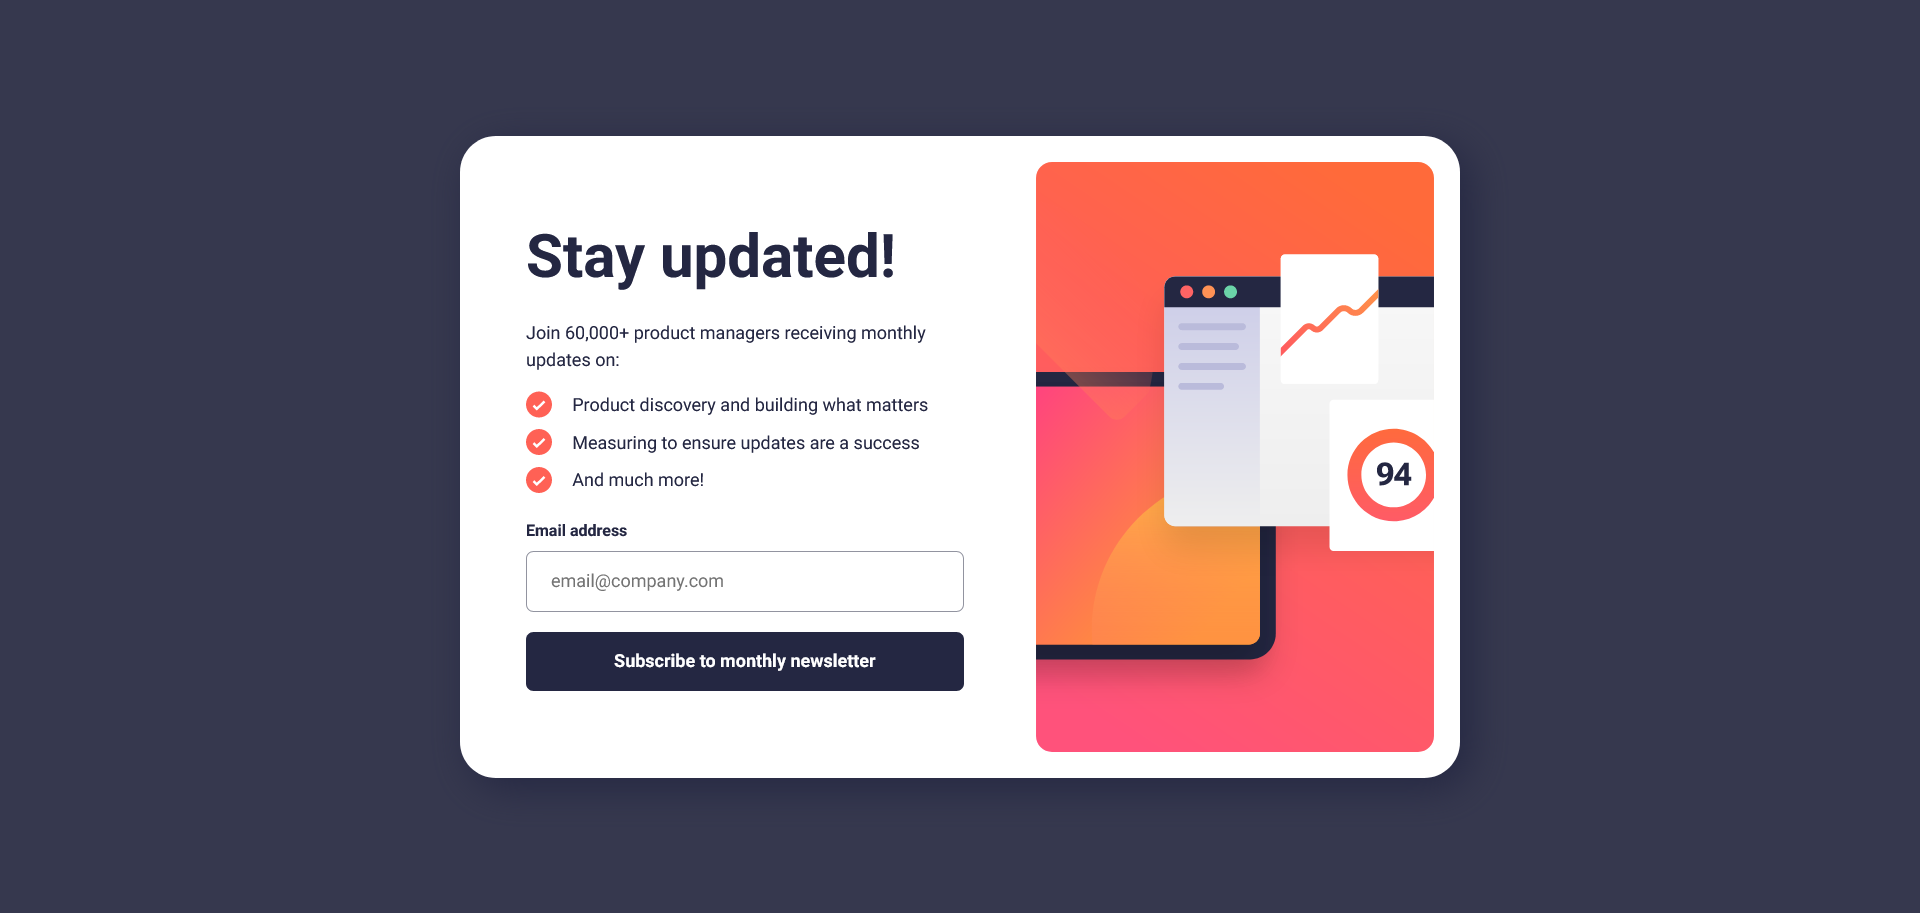 Stay updated!
Join 60,000+ product managers receiving monthly
updates on:
Product discovery and building what matters
Measuring to ensure updates are a success
And much more!
Email address
email@company.com
Subscribe to monthly newsletter
94